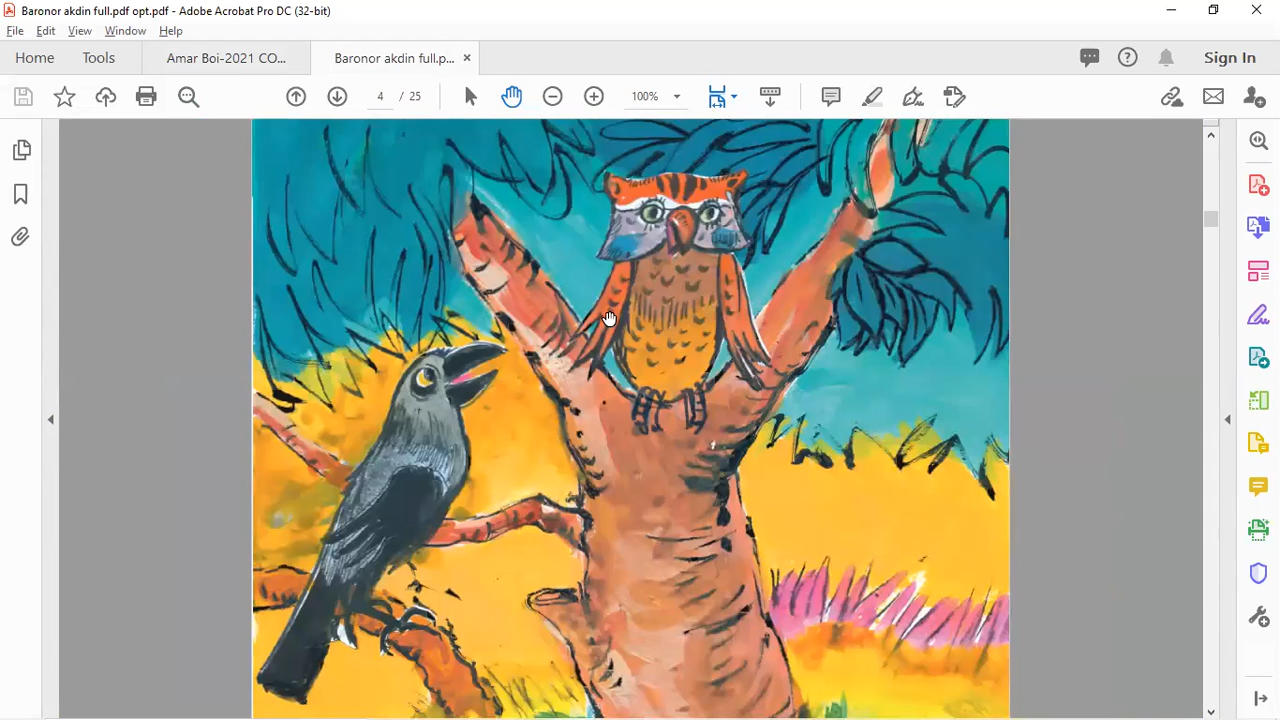 Baronor akdin full.pdf opt.pdf - Adobe Acrobat Pro DC (32-bit)
File Edit View Window Help
Home Tools Amar Boi-2021 CO... Baronor akdin full.p... × Sign In
4 / 25 100%